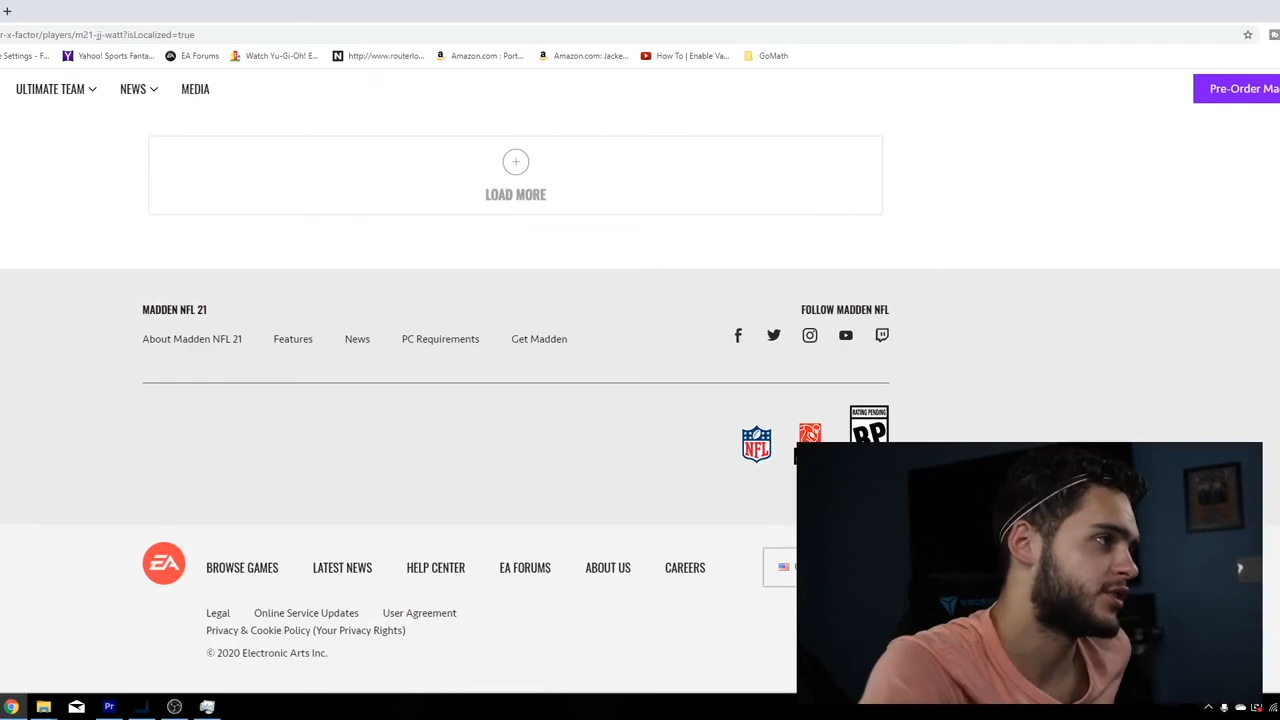 r-x-factor/players/m21-jj-watt?isLocalized=true
e Settings - F...
Yahoo! Sports Fanta...
EA Forums
Watch Yu-Gi-Oh! E...
http://www.routerlo...
Amazon.com : Port...
Amazon.com: Jacke...
How To | Enable Va...
GoMath
ULTIMATE TEAM
NEWS
MEDIA
Pre-Order Ma
LOAD MORE
MADDEN NFL 21
FOLLOW MADDEN NFL
About Madden NFL 21
Features
News
PC Requirements
Get Madden
NFL
RATING PENDING
RP
EA
BROWSE GAMES
LATEST NEWS
HELP CENTER
EA FORUMS
ABOUT US
CAREERS
Legal
Online Service Updates
User Agreement
Privacy & Cookie Policy (Your Privacy Rights)
© 2020 Electronic Arts Inc.
Pr